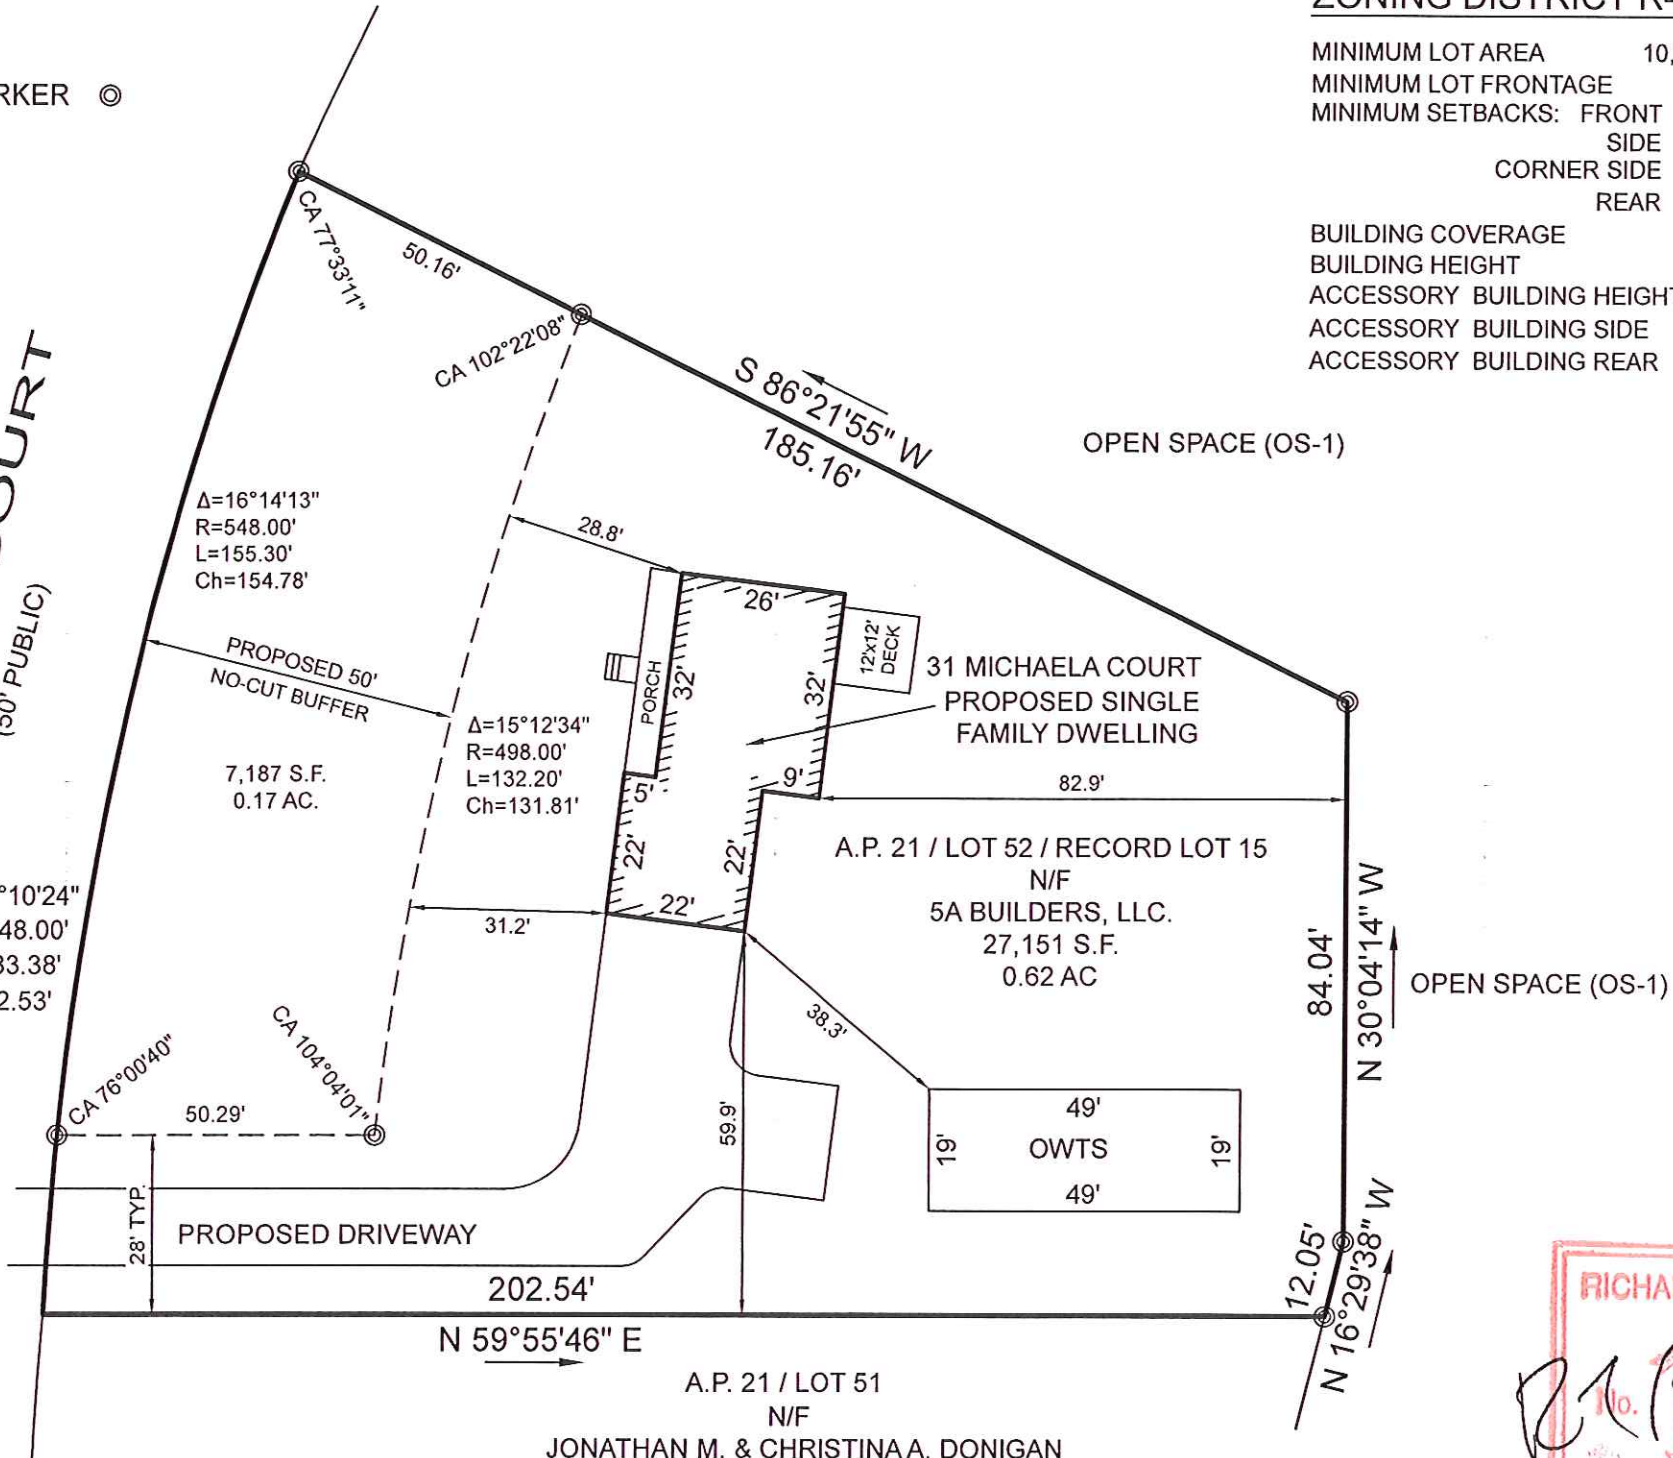 ZONING DISTRICT R-
MINIMUM LOT AREA 10,
MINIMUM LOT FRONTAGE
MINIMUM SETBACKS: FRONT
SIDE
CORNER SIDE
REAR
BUILDING COVERAGE
BUILDING HEIGHT
ACCESSORY BUILDING HEIGHT
ACCESSORY BUILDING SIDE
ACCESSORY BUILDING REAR
RKER
CA 77°33'11"
50.16'
CA 102°22'08"
S 86°21'55" W
185.16'
OPEN SPACE (OS-1)
COURT
(50' PUBLIC)
Δ=16°14'13"
R=548.00'
L=155.30'
Ch=154.78'
28.8'
26'
PROPOSED 50'
NO-CUT BUFFER
PORCH
32'
32'
12'x12'
DECK
31 MICHAELA COURT
PROPOSED SINGLE
FAMILY DWELLING
Δ=15°12'34"
R=498.00'
L=132.20'
Ch=131.81'
7,187 S.F.
0.17 AC.
5'
9'
82.9'
22'
22'
22'
31.2'
A.P. 21 / LOT 52 / RECORD LOT 15
N/F
5A BUILDERS, LLC.
27,151 S.F.
0.62 AC
84.04'
N 30°04'14" W
OPEN SPACE (OS-1)
°10'24"
48.00'
33.38'
2.53'
CA 76°00'40"
CA 104°04'01"
50.29'
38.3'
59.9'
49'
19'
OWTS
19'
49'
28' TYP.
PROPOSED DRIVEWAY
202.54'
N 59°55'46" E
12.05'
N 16°29'38" W
A.P. 21 / LOT 51
N/F
JONATHAN M. & CHRISTINA A. DONIGAN
RICHA
No.